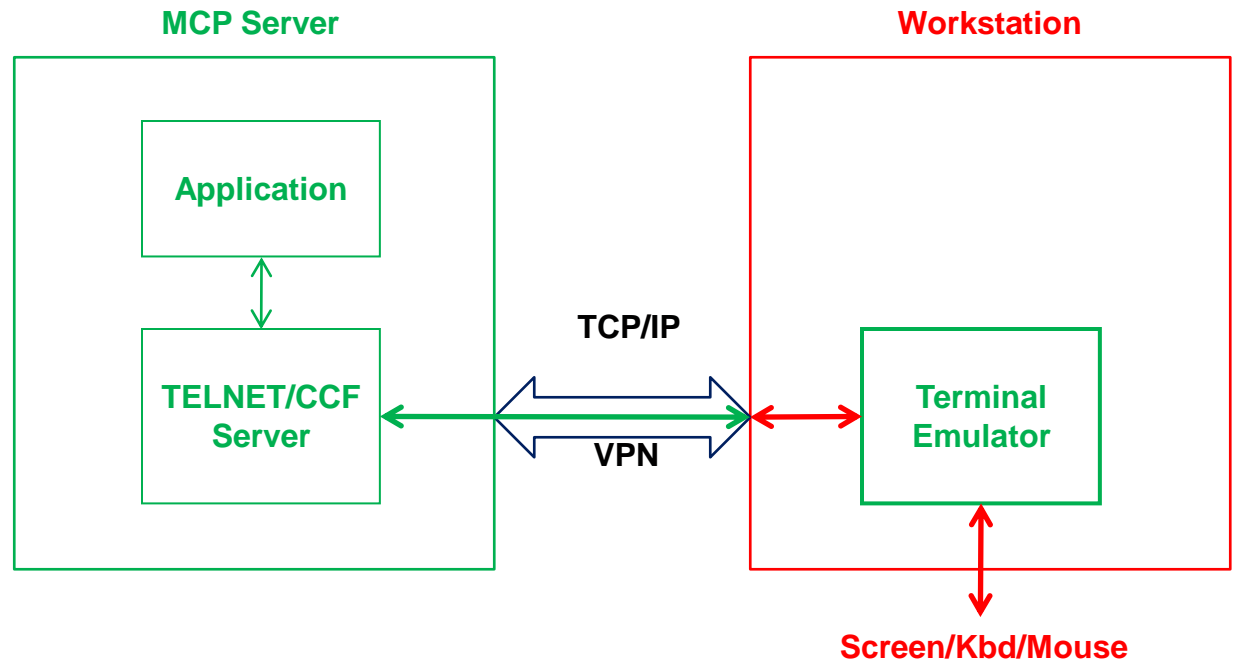 MCP Server
Workstation
Application
TCP/IP
TELNET/CCF
Server
VPN
Terminal
Emulator
Screen/Kbd/Mouse